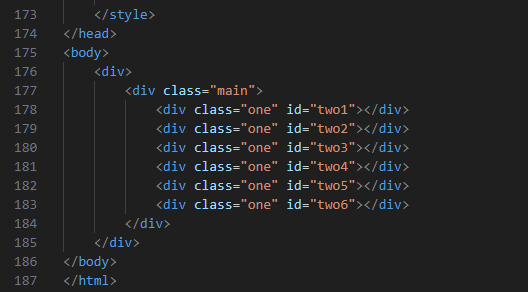 173 </style>
174 </head>
175 <body>
176 <div>
177 <div class="main">
178 <div class="one" id="two1"></div>
179 <div class="one" id="two2"></div>
180 <div class="one" id="two3"></div>
181 <div class="one" id="two4"></div>
182 <div class="one" id="two5"></div>
183 <div class="one" id="two6"></div>
184 </div>
185 </div>
186 </body>
187 </html>